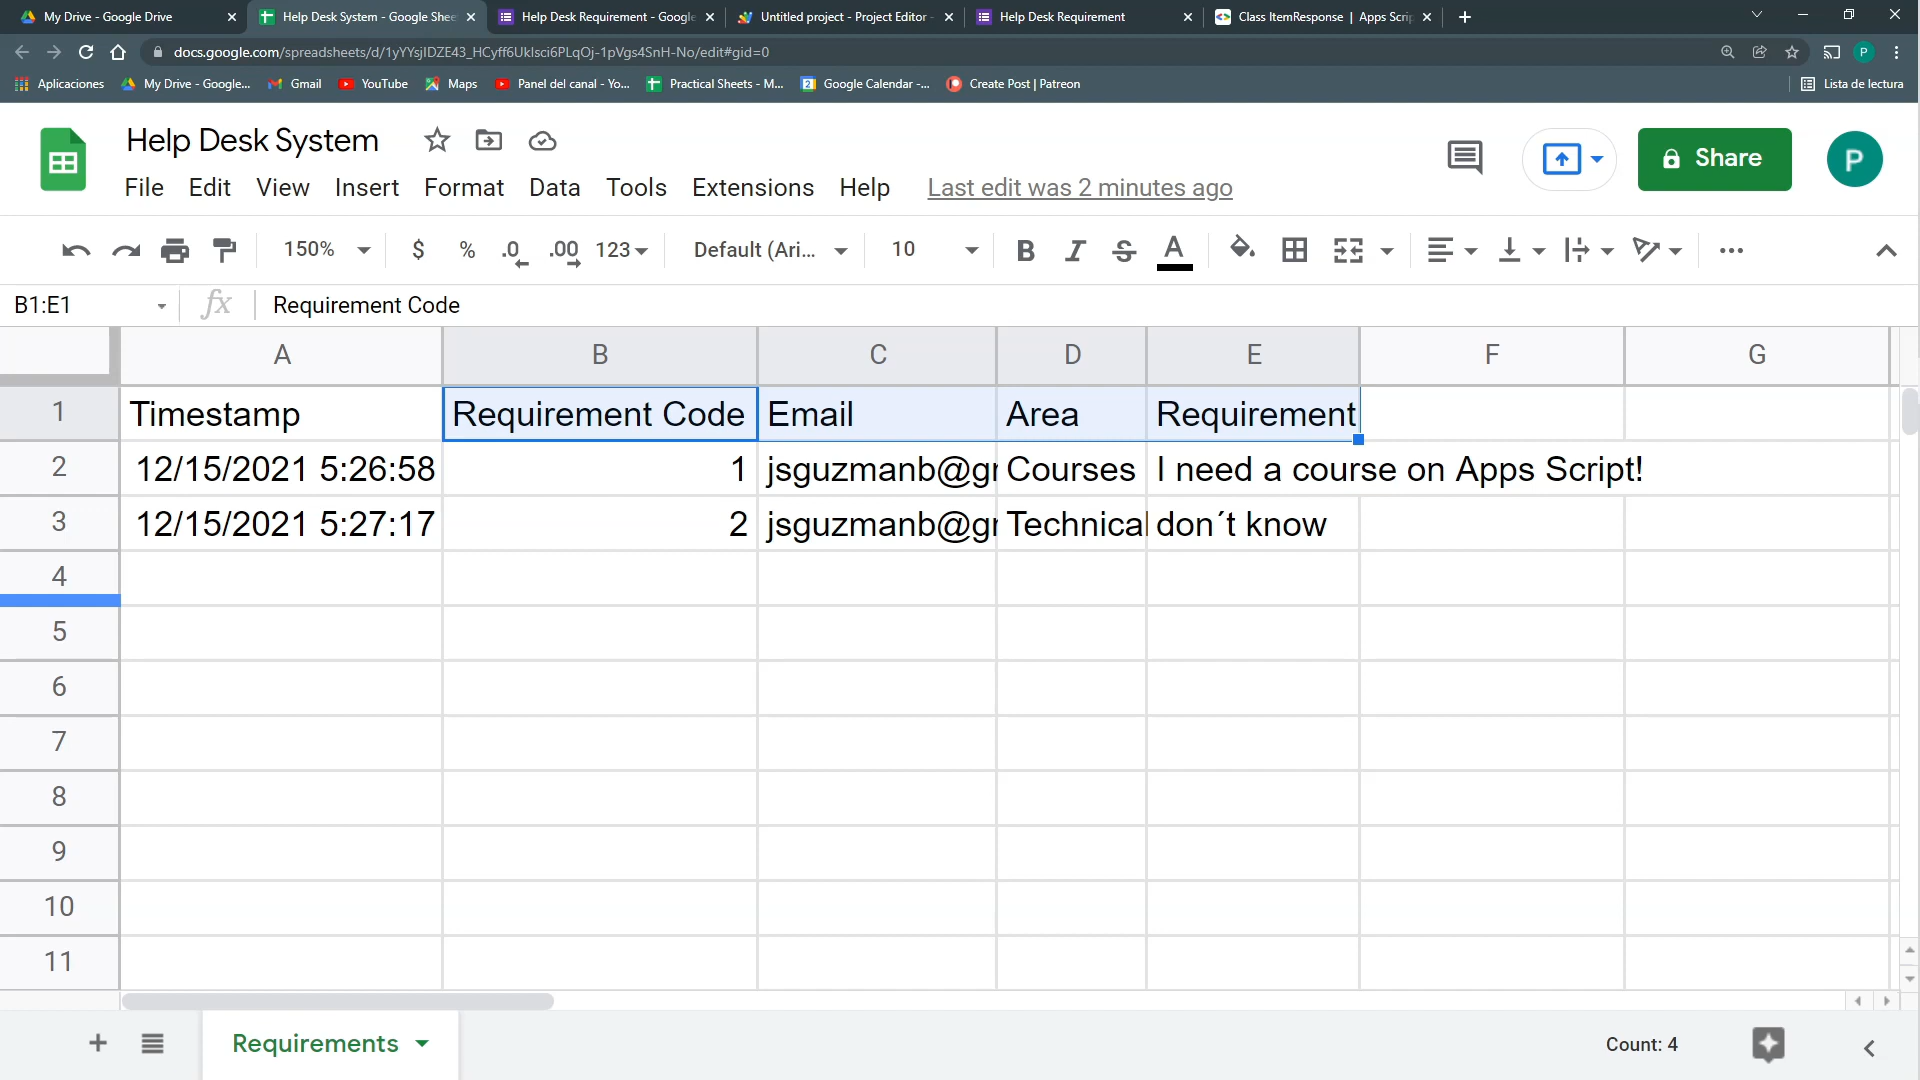 My Drive - Google Drive
Help Desk System - Google Shee
Help Desk Requirement - Google
Untitled project - Project Editor -
Help Desk Requirement
Class ItemResponse | Apps Scrip
docs.google.com/spreadsheets/d/1yYYsjIDZE43_HCyff6UkIsci6PLqOj-1pVgs4SnH-No/edit#gid=0
P
Aplicaciones
My Drive - Google...
Gmail
YouTube
Maps
Panel del canal - Yo...
Practical Sheets - M...
Google Calendar -...
Create Post | Patreon
Lista de lectura
Help Desk System
Share
P
File Edit View Insert Format Data Tools Extensions Help Last edit was 2 minutes ago
150% $ % .0 .00 123 Default (Ari... 10 B I S A
B1:E1 fx Requirement Code
A B C D E F G
1 Timestamp Requirement Code Email Area Requirement
2 12/15/2021 5:26:58 1 jsguzmanb@gr Courses I need a course on Apps Script!
3 12/15/2021 5:27:17 2 jsguzmanb@gr Technical don´t know
4
5
6
7
8
9
10
11
Requirements
Count: 4